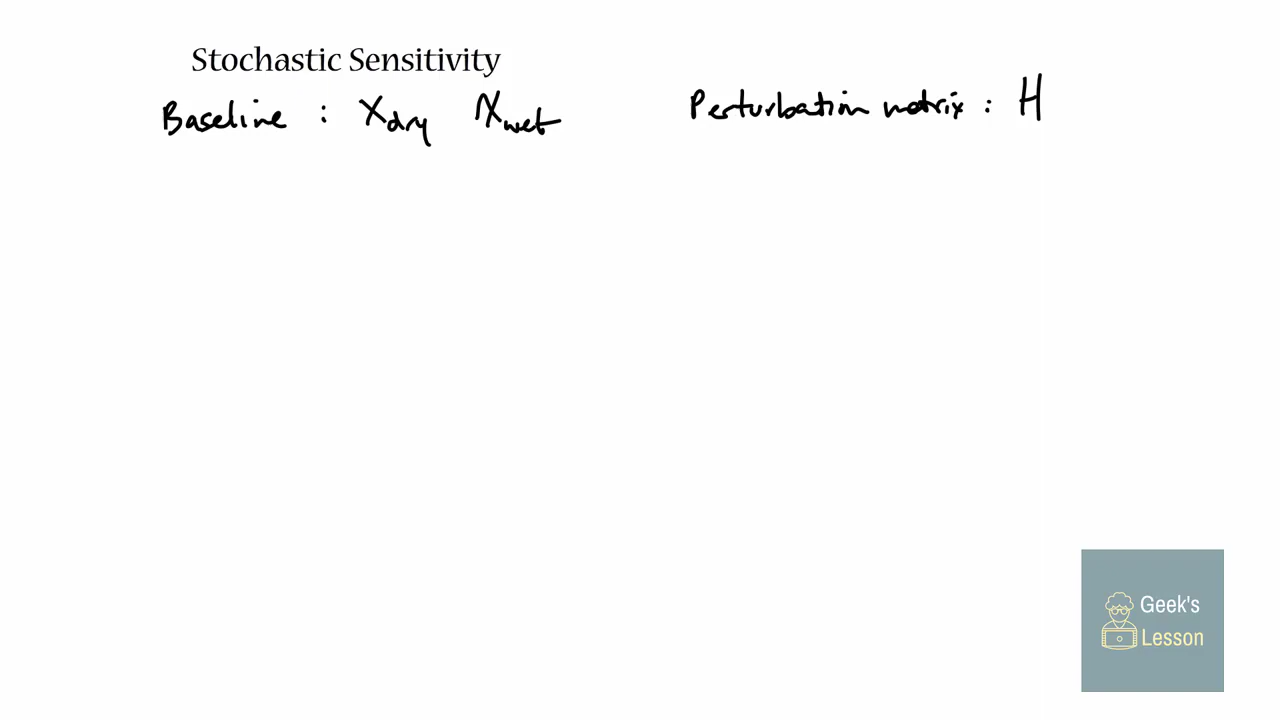 Stochastic Sensitivity
Baseline : Xdry Xwet
Perturbation matrix : H
Geek's
Lesson